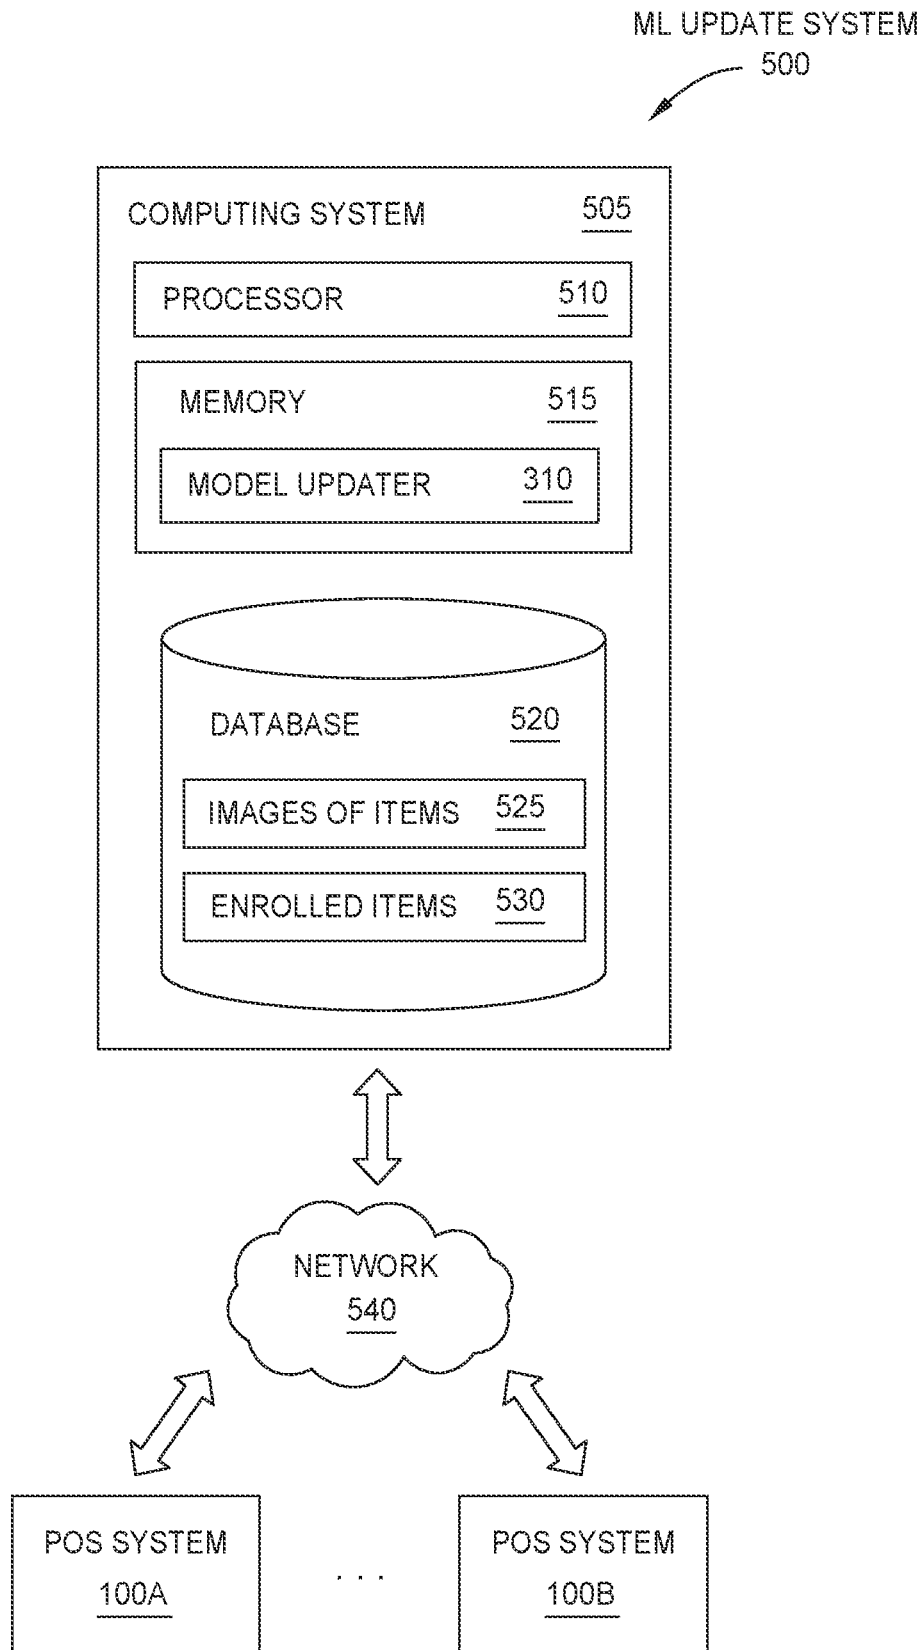 ML UPDATE SYSTEM
500
COMPUTING SYSTEM 505
PROCESSOR 510
MEMORY 515
MODEL UPDATER 310
DATABASE 520
IMAGES OF ITEMS 525
ENROLLED ITEMS 530
NETWORK
540
POS SYSTEM
100A
. . .
POS SYSTEM
100B